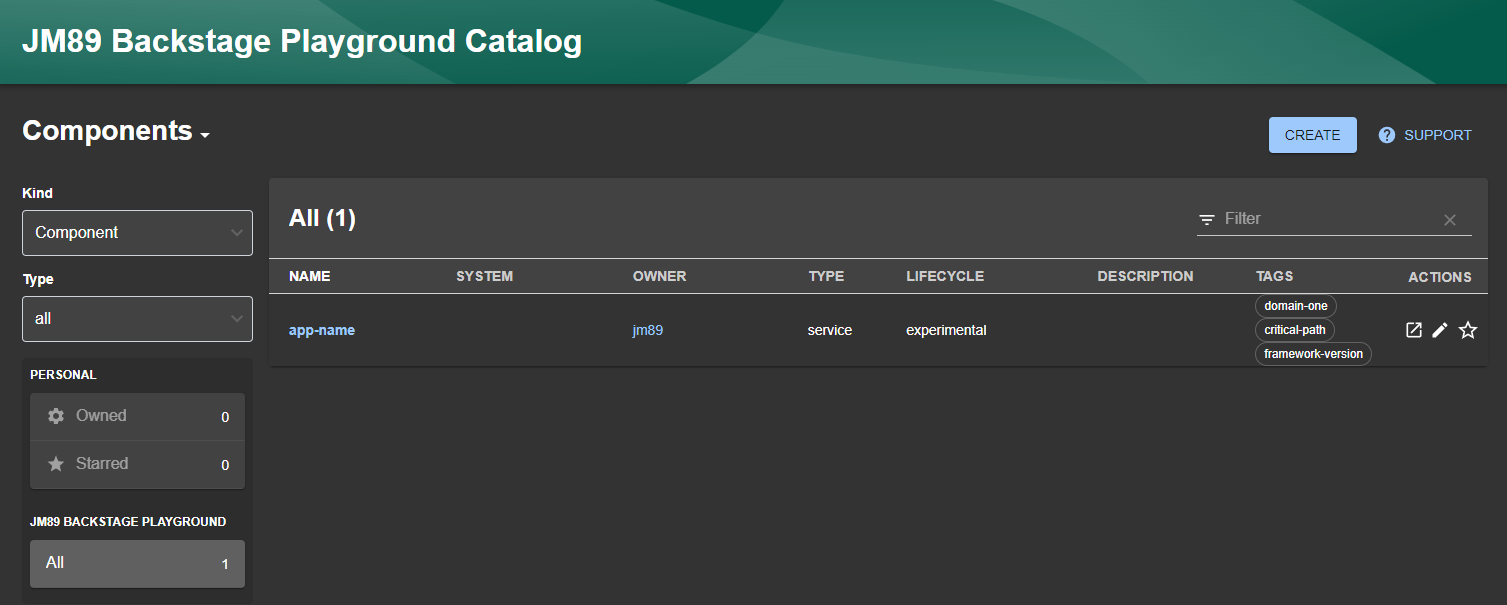 JM89 Backstage Playground Catalog
Components
CREATE
? SUPPORT
Kind
Component
Type
all
PERSONAL
Owned 0
Starred 0
JM89 BACKSTAGE PLAYGROUND
All 1
All (1)
Filter
NAME SYSTEM OWNER TYPE LIFECYCLE DESCRIPTION TAGS ACTIONS
app-name jm89 service experimental
domain-one
critical-path
framework-version